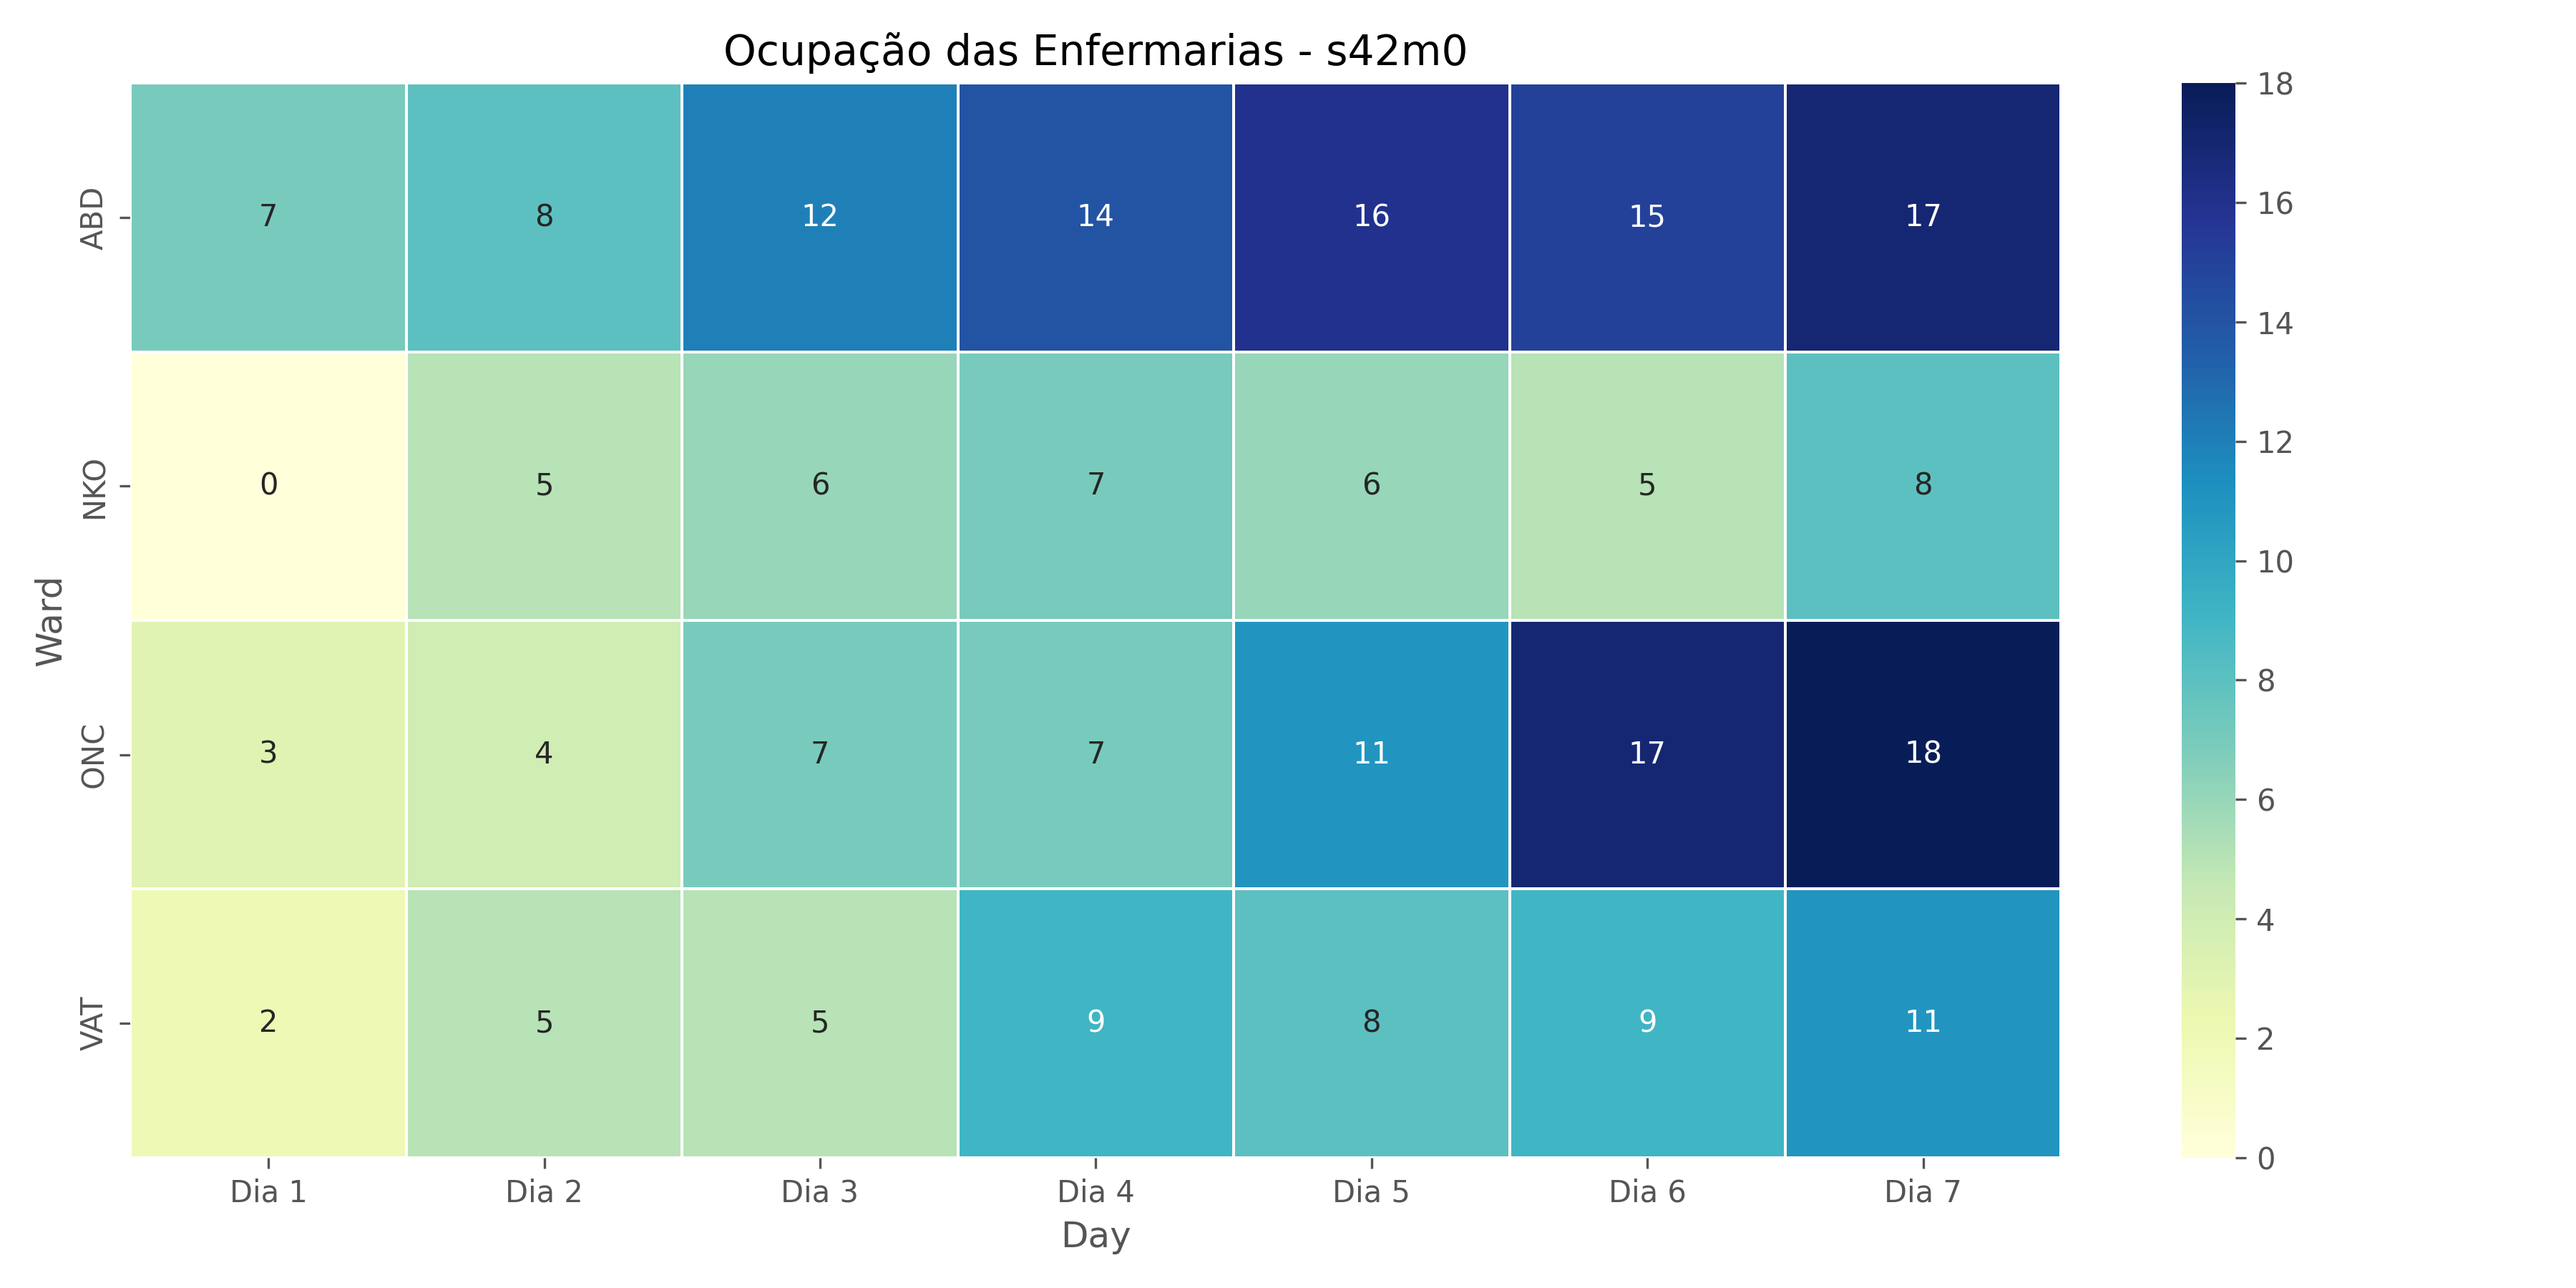 Ocupação das Enfermarias - s42m0
Ward
ABD 7 8 12 14 16 15 17
NKO 0 5 6 7 6 5 8
ONC 3 4 7 7 11 17 18
VAT 2 5 5 9 8 9 11
Dia 1 Dia 2 Dia 3 Dia 4 Dia 5 Dia 6 Dia 7
Day
18
16
14
12
10
8
6
4
2
0